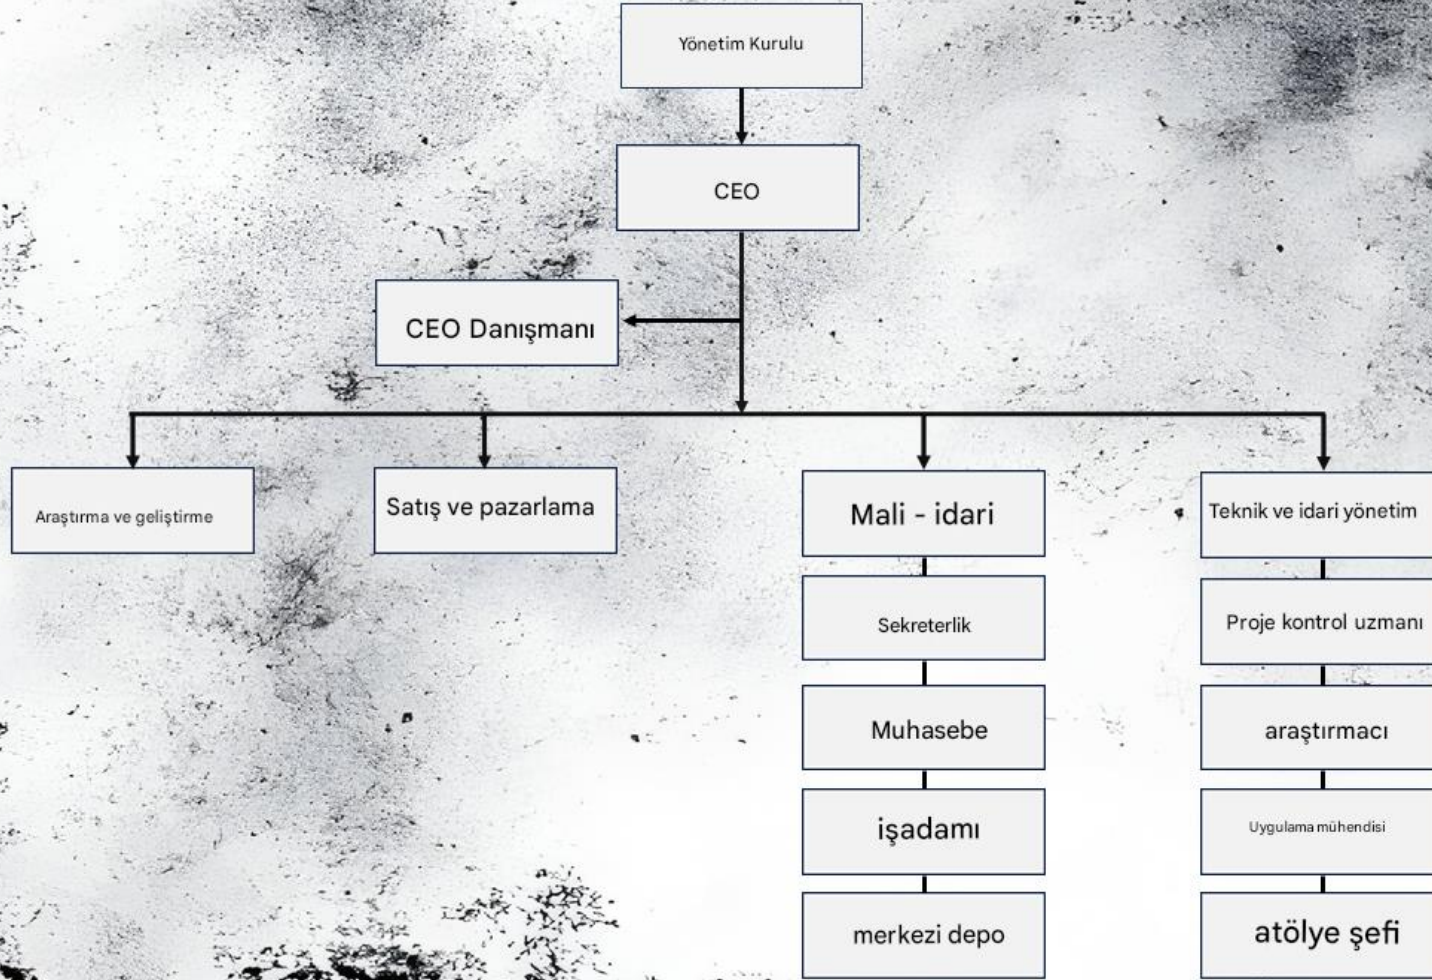 Yönetim Kurulu
CEO
CEO Danışmanı
Araştırma ve geliştirme
Satış ve pazarlama
Mali - idari
Teknik ve idari yönetim
Sekreterlik
Proje kontrol uzmanı
Muhasebe
araştırmacı
işadamı
Uygulama mühendisi
merkezi depo
atölye şefi